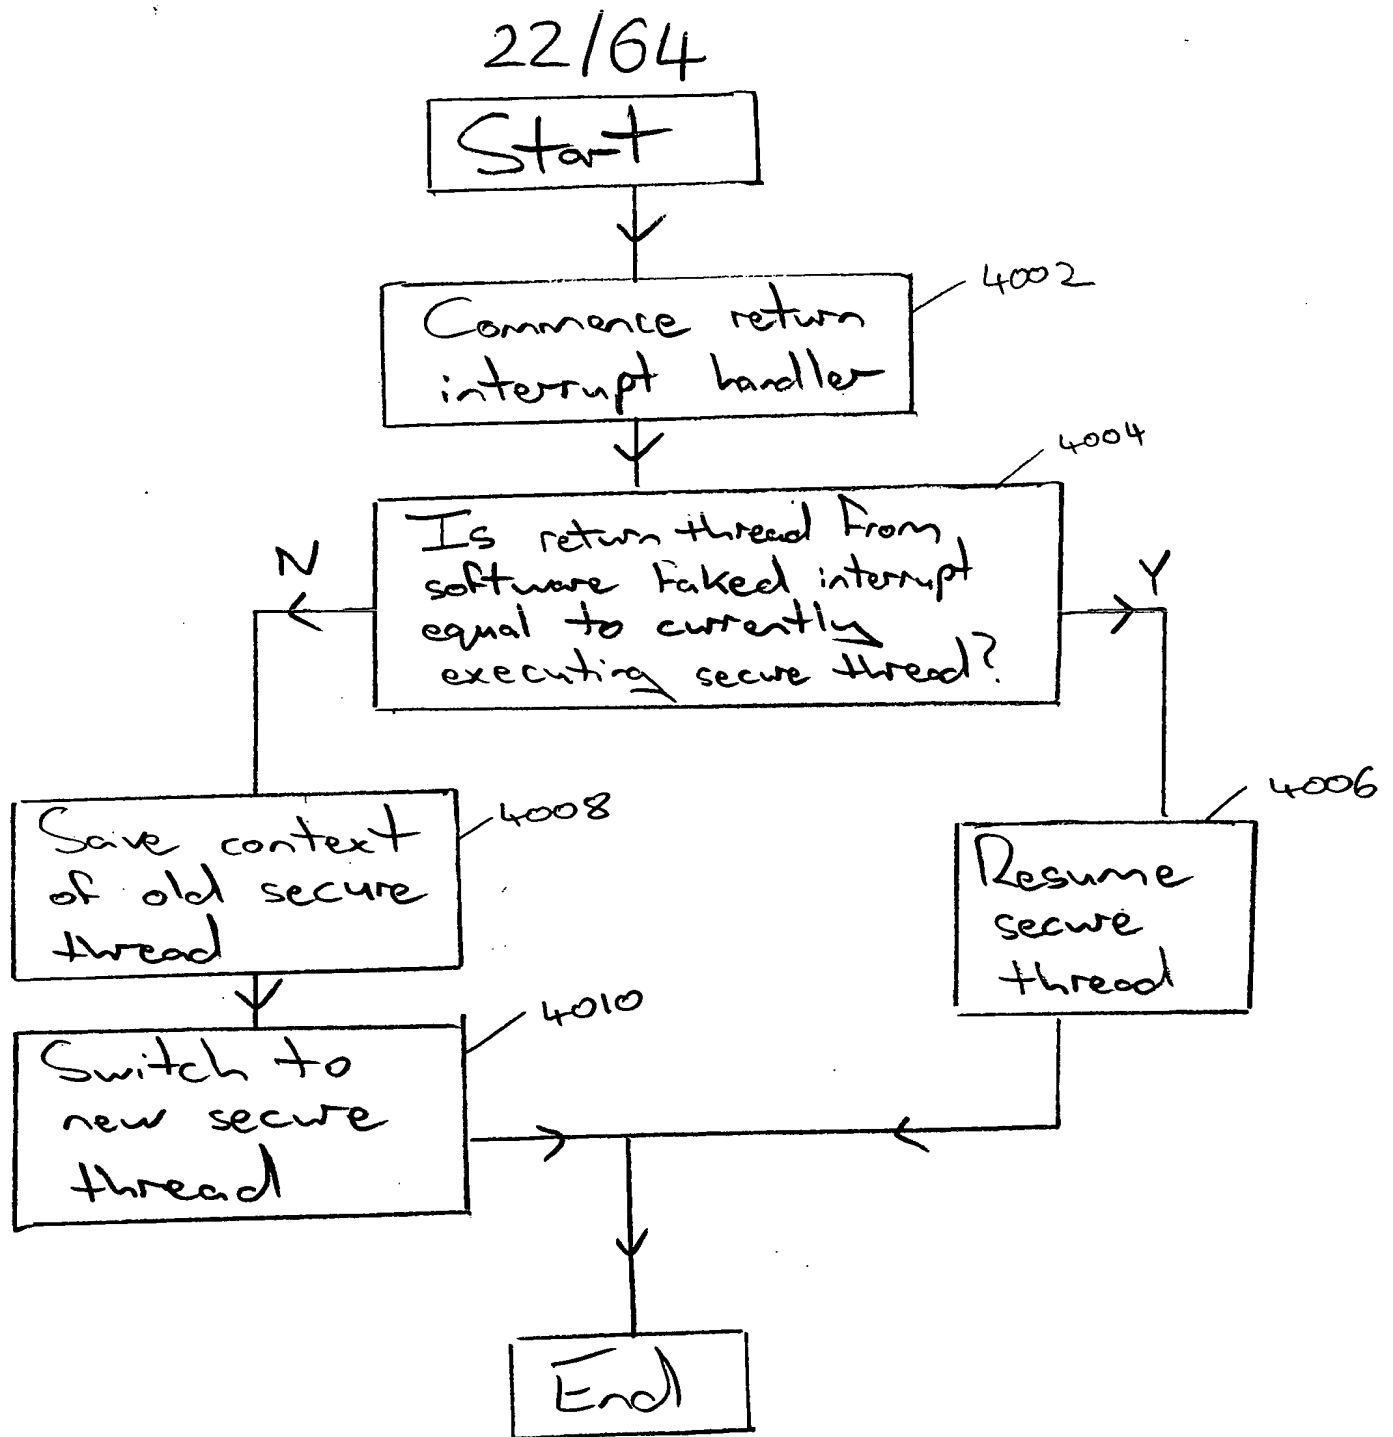 22/64
Start
Commence return
interrupt handler
4002
4004
Is return thread from
software faked interrupt
equal to currently
executing secure thread?
N
Y
Save context
of old secure
thread
4008
4006
Resume
secure
thread
Switch to
new secure
thread
4010
End